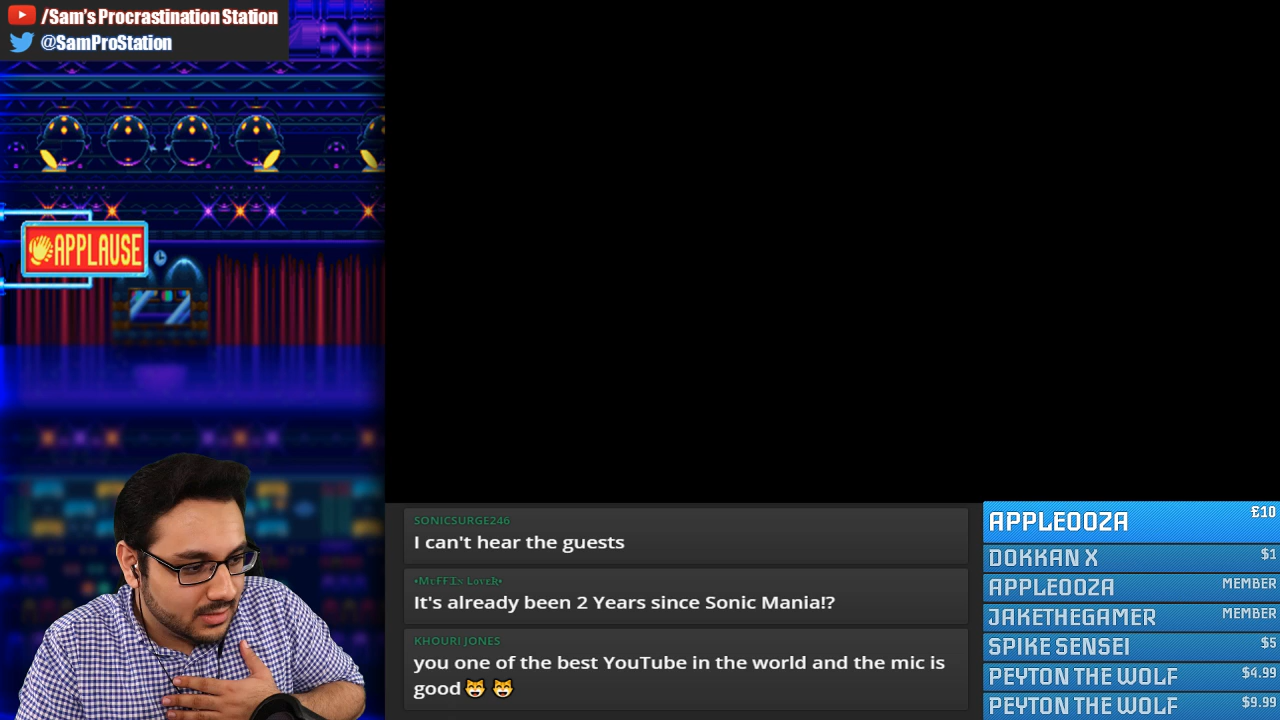 /Sam's Procrastination Station
@SamProStation
APPLAUSE
SONICSURGE246
I can't hear the guests
•MᴜFFIɴ Lovᴇʀ•
It's already been 2 Years since Sonic Mania!?
KHOURI JONES
you one of the best YouTube in the world and the mic is
good😸 😸
APPLEOOZA £10
DOKKAN X $1
APPLEOOZA MEMBER
JAKETHEGAMER MEMBER
SPIKE SENSEI $5
PEYTON THE WOLF $4.99
PEYTON THE WOLF $9.99